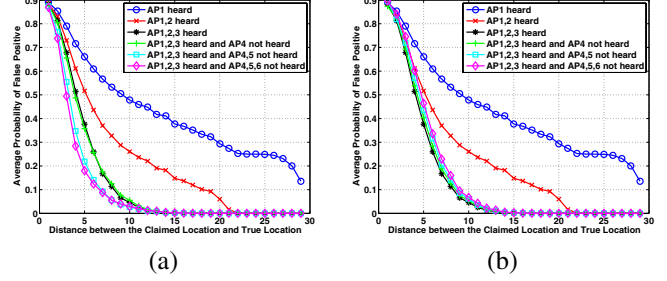 0.9
0.8
0.7
0.6
0.5
0.4
0.3
0.2
0.1
0
Average Probability of False Positive
AP1 heard
AP1,2 heard
AP1,2,3 heard
AP1,2,3 heard and AP4 not heard
AP1,2,3 heard and AP4,5 not heard
AP1,2,3 heard and AP4,5,6 not heard
0 5 10 15 20 25 30
Distance between the Claimed Location and True Location
(a)
0.9
0.8
0.7
0.6
0.5
0.4
0.3
0.2
0.1
0
Average Probability of False Positive
AP1 heard
AP1,2 heard
AP1,2,3 heard
AP1,2,3 heard and AP4 not heard
AP1,2,3 heard and AP4,5 not heard
AP1,2,3 heard and AP4,5,6 not heard
0 5 10 15 20 25 30
Distance between the Claimed Location and True Location
(b)